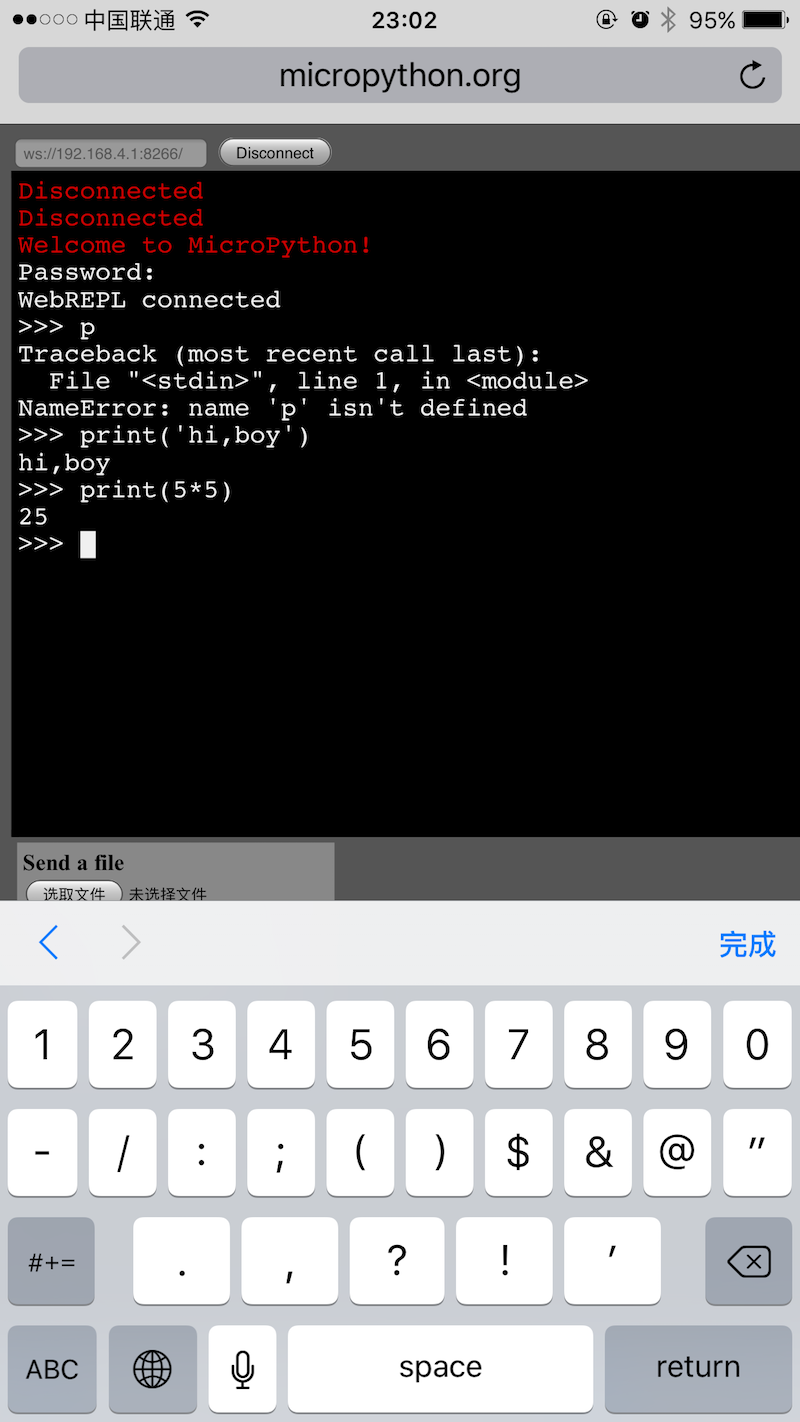 中国联通 23:02 95%
micropython.org
ws://192.168.4.1:8266/ Disconnect
Disconnected
Disconnected
Welcome to MicroPython!
Password:
WebREPL connected
>>> p
Traceback (most recent call last):
  File "<stdin>", line 1, in <module>
NameError: name 'p' isn't defined
>>> print('hi,boy')
hi,boy
>>> print(5*5)
25
>>>
Send a file
选取文件 未选择文件
完成
1 2 3 4 5 6 7 8 9 0
- / : ; ( ) $ & @ "
#+= . , ? ! '
ABC space return